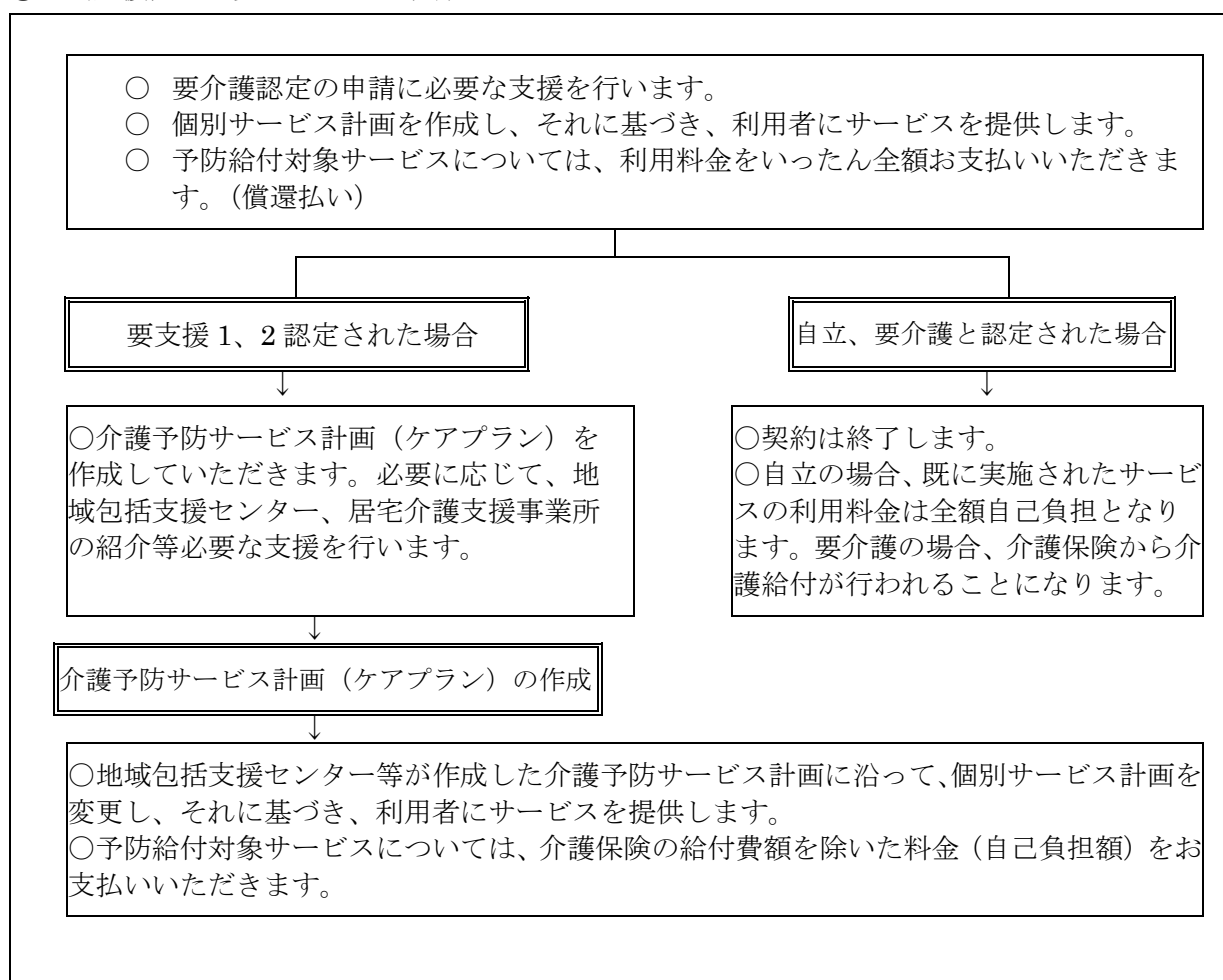 ○ 要介護認定の申請に必要な支援を行います。
○ 個別サービス計画を作成し、それに基づき、利用者にサービスを提供します。
○ 予防給付対象サービスについては、利用料金をいったん全額お支払いいただきま
す。（償還払い）
要支援 1、2 認定された場合
自立、要介護と認定された場合
↓
↓
○介護予防サービス計画（ケアプラン）を
作成していただきます。必要に応じて、地
域包括支援センター、居宅介護支援事業所
の紹介等必要な支援を行います。
○契約は終了します。
○自立の場合、既に実施されたサービ
スの利用料金は全額自己負担となり
ます。要介護の場合、介護保険から介
護給付が行われることになります。
↓
介護予防サービス計画（ケアプラン）の作成
↓
○地域包括支援センター等が作成した介護予防サービス計画に沿って、個別サービス計画を
変更し、それに基づき、利用者にサービスを提供します。
○予防給付対象サービスについては、介護保険の給付費額を除いた料金（自己負担額）をお
支払いいただきます。